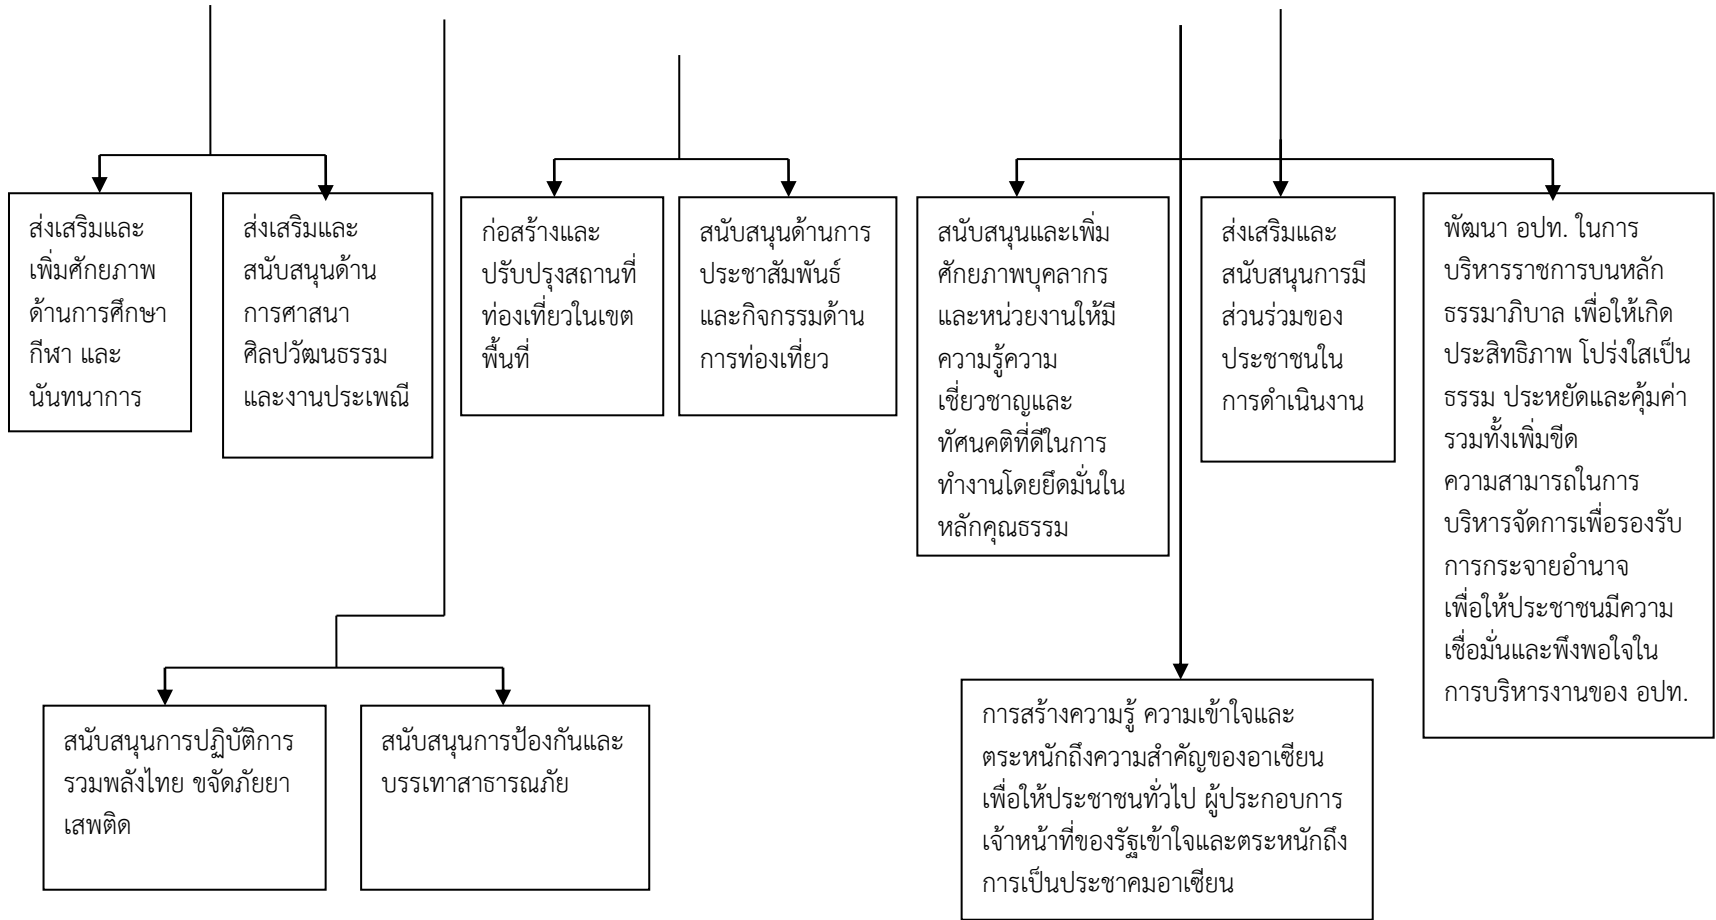 ส่งเสริมและ
เพิ่มศักยภาพ
ด้านการศึกษา
กีฬา และ
นันทนาการ
ส่งเสริมและ
สนับสนุนด้าน
การศาสนา
ศิลปวัฒนธรรม
และงานประเพณี
ก่อสร้างและ
ปรับปรุงสถานที่
ท่องเที่ยวในเขต
พื้นที่
สนับสนุนด้านการ
ประชาสัมพันธ์
และกิจกรรมด้าน
การท่องเที่ยว
สนับสนุนและเพิ่ม
ศักยภาพบุคลากร
และหน่วยงานให้มี
ความรู้ความ
เชี่ยวชาญและ
ทัศนคติที่ดีในการ
ทำงานโดยยึดมั่นใน
หลักคุณธรรม
ส่งเสริมและ
สนับสนุนการมี
ส่วนร่วมของ
ประชาชนใน
การดำเนินงาน
พัฒนา อปท. ในการ
บริหารราชการบนหลัก
ธรรมาภิบาล เพื่อให้เกิด
ประสิทธิภาพ โปร่งใสเป็น
ธรรม ประหยัดและคุ้มค่า
รวมทั้งเพิ่มขีด
ความสามารถในการ
บริหารจัดการเพื่อรองรับ
การกระจายอำนาจ
เพื่อให้ประชาชนมีความ
เชื่อมั่นและพึงพอใจใน
การบริหารงานของ อปท.
สนับสนุนการปฏิบัติการ
รวมพลังไทย ขจัดภัยยา
เสพติด
สนับสนุนการป้องกันและ
บรรเทาสาธารณภัย
การสร้างความรู้ ความเข้าใจและ
ตระหนักถึงความสำคัญของอาเซียน
เพื่อให้ประชาชนทั่วไป ผู้ประกอบการ
เจ้าหน้าที่ของรัฐเข้าใจและตระหนักถึง
การเป็นประชาคมอาเซียน